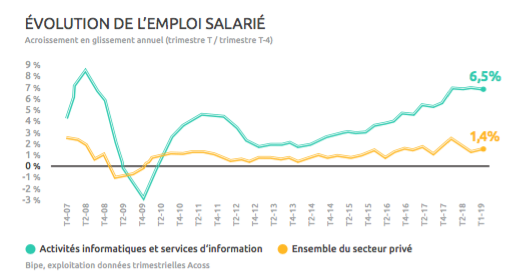 ÉVOLUTION DE L'EMPLOI SALARIÉ
Accroissement en glissement annuel (trimestre T / trimestre T-4)
9 %
8 %
7 %
6 %
5 %
4 %
3 %
2 %
1 %
0 %
-1 %
-2 %
-3 %
6,5%
1,4%
T4-07
T2-08
T4-08
T2-09
T4-09
T2-10
T4-10
T2-11
T4-11
T2-12
T4-12
T2-13
T4-13
T2-14
T4-14
T2-15
T4-15
T2-16
T4-16
T2-17
T4-17
T2-18
T1-19
Activités informatiques et services d'information
Ensemble du secteur privé
Bipe, exploitation données trimestrielles Acoss